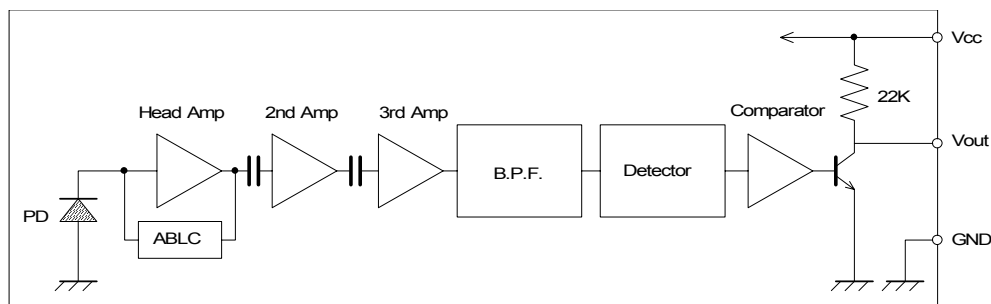 Vcc
22K
Head Amp
2nd Amp
3rd Amp
Comparator
Vout
B.P.F.
Detector
PD
ABLC
GND